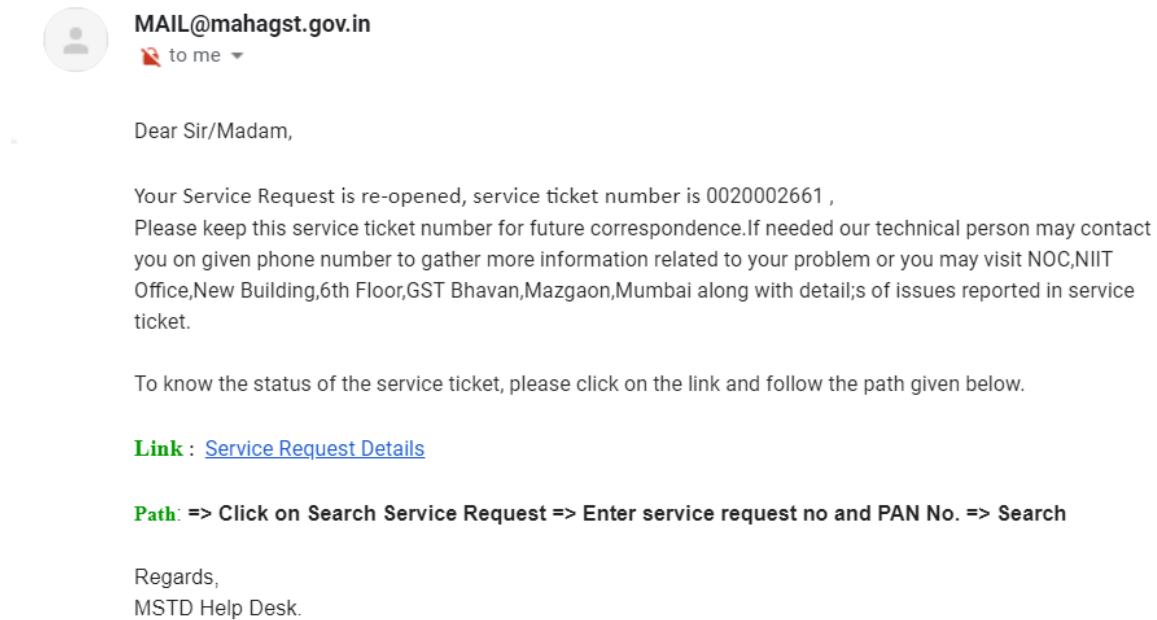 MAIL@mahagst.gov.in
to me
Dear Sir/Madam,
Your Service Request is re-opened, service ticket number is 0020002661 ,
Please keep this service ticket number for future correspondence.If needed our technical person may contact
you on given phone number to gather more information related to your problem or you may visit NOC,NIIT
Office,New Building,6th Floor,GST Bhavan,Mazgaon,Mumbai along with detail;s of issues reported in service
ticket.
To know the status of the service ticket, please click on the link and follow the path given below.
Link : Service Request Details
Path: => Click on Search Service Request => Enter service request no and PAN No. => Search
Regards,
MSTD Help Desk.